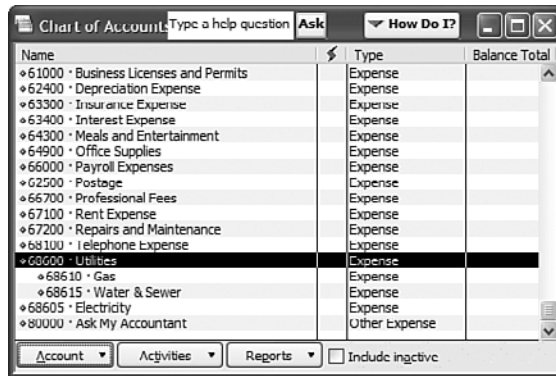 Chart of Accounts Type a help question Ask How Do I?
Name Type Balance Total
61000 · Business Licenses and Permits Expense
62400 · Depreciation Expense Expense
63300 · Insurance Expense Expense
63400 · Interest Expense Expense
64300 · Meals and Entertainment Expense
64900 · Office Supplies Expense
66000 · Payroll Expenses Expense
62500 · Postage Expense
66700 · Professional Fees Expense
67100 · Rent Expense Expense
67200 · Repairs and Maintenance Expense
68100 · Telephone Expense Expense
68600 · Utilities Expense
68610 · Gas Expense
68615 · Water & Sewer Expense
68605 · Electricity Expense
80000 · Ask My Accountant Other Expense
Account Activities Reports Include inactive